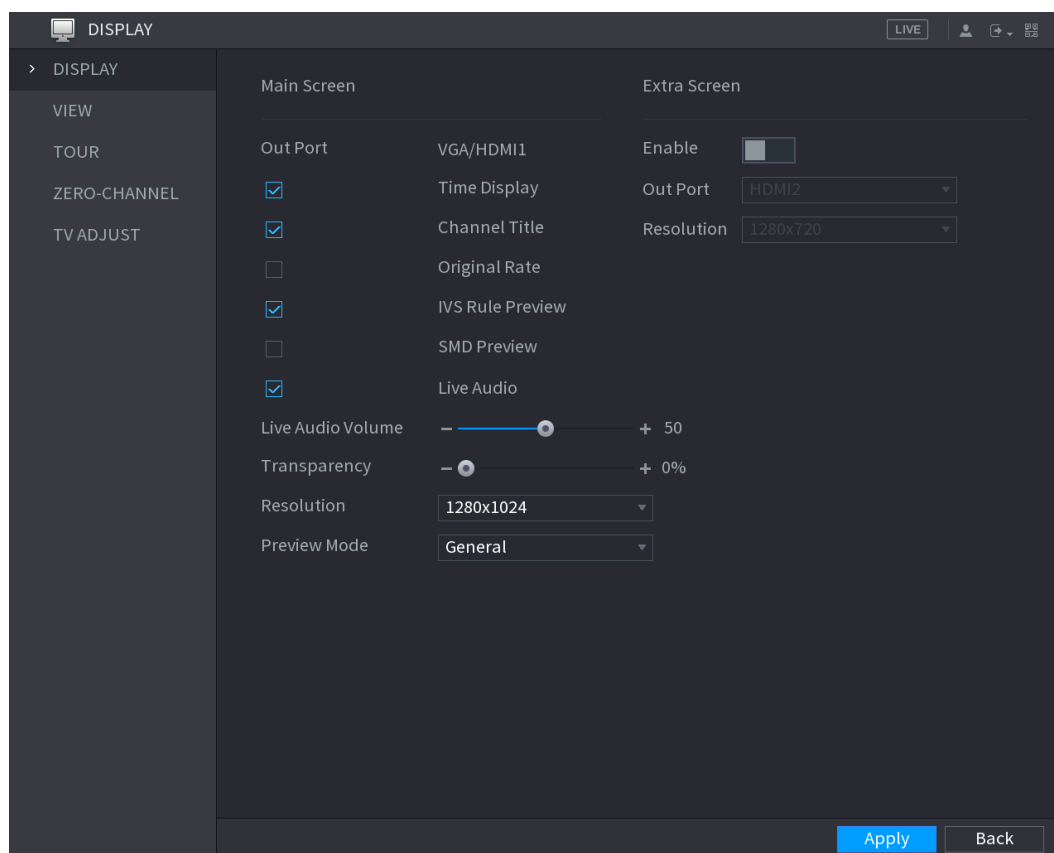 DISPLAY
LIVE
DISPLAY
VIEW
TOUR
ZERO-CHANNEL
TV ADJUST
Main Screen
Out Port VGA/HDMI1
Time Display
Channel Title
Original Rate
IVS Rule Preview
SMD Preview
Live Audio
Live Audio Volume 50
Transparency 0%
Resolution 1280x1024
Preview Mode General
Extra Screen
Enable
Out Port HDMI2
Resolution 1280x720
Apply Back